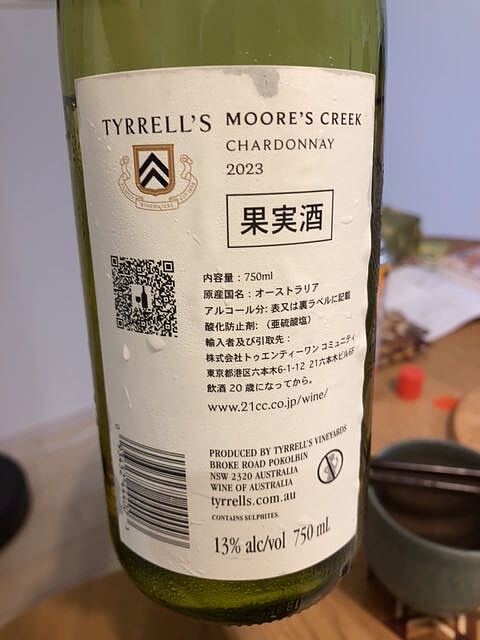 TYRRELL'S MOORE'S CREEK
CHARDONNAY
2023
果実酒
内容量：750ml
原産国名：オーストラリア
アルコール分: 表又は裏ラベルに記載
酸化防止剤:（亜硫酸塩）
輸入者及び引取先：
株式会社トゥエンティーワン コミュニティ
東京都港区六本木6-1-12 21六本木ビル6F
飲酒 20 歳になってから。
www.21cc.co.jp/wine/
PRODUCED BY TYRRELL'S VINEYARDS
BROKE ROAD POKOLBIN
NSW 2320 AUSTRALIA
WINE OF AUSTRALIA
tyrrells.com.au
CONTAINS SULPHITES.
13% alc/vol 750 mL